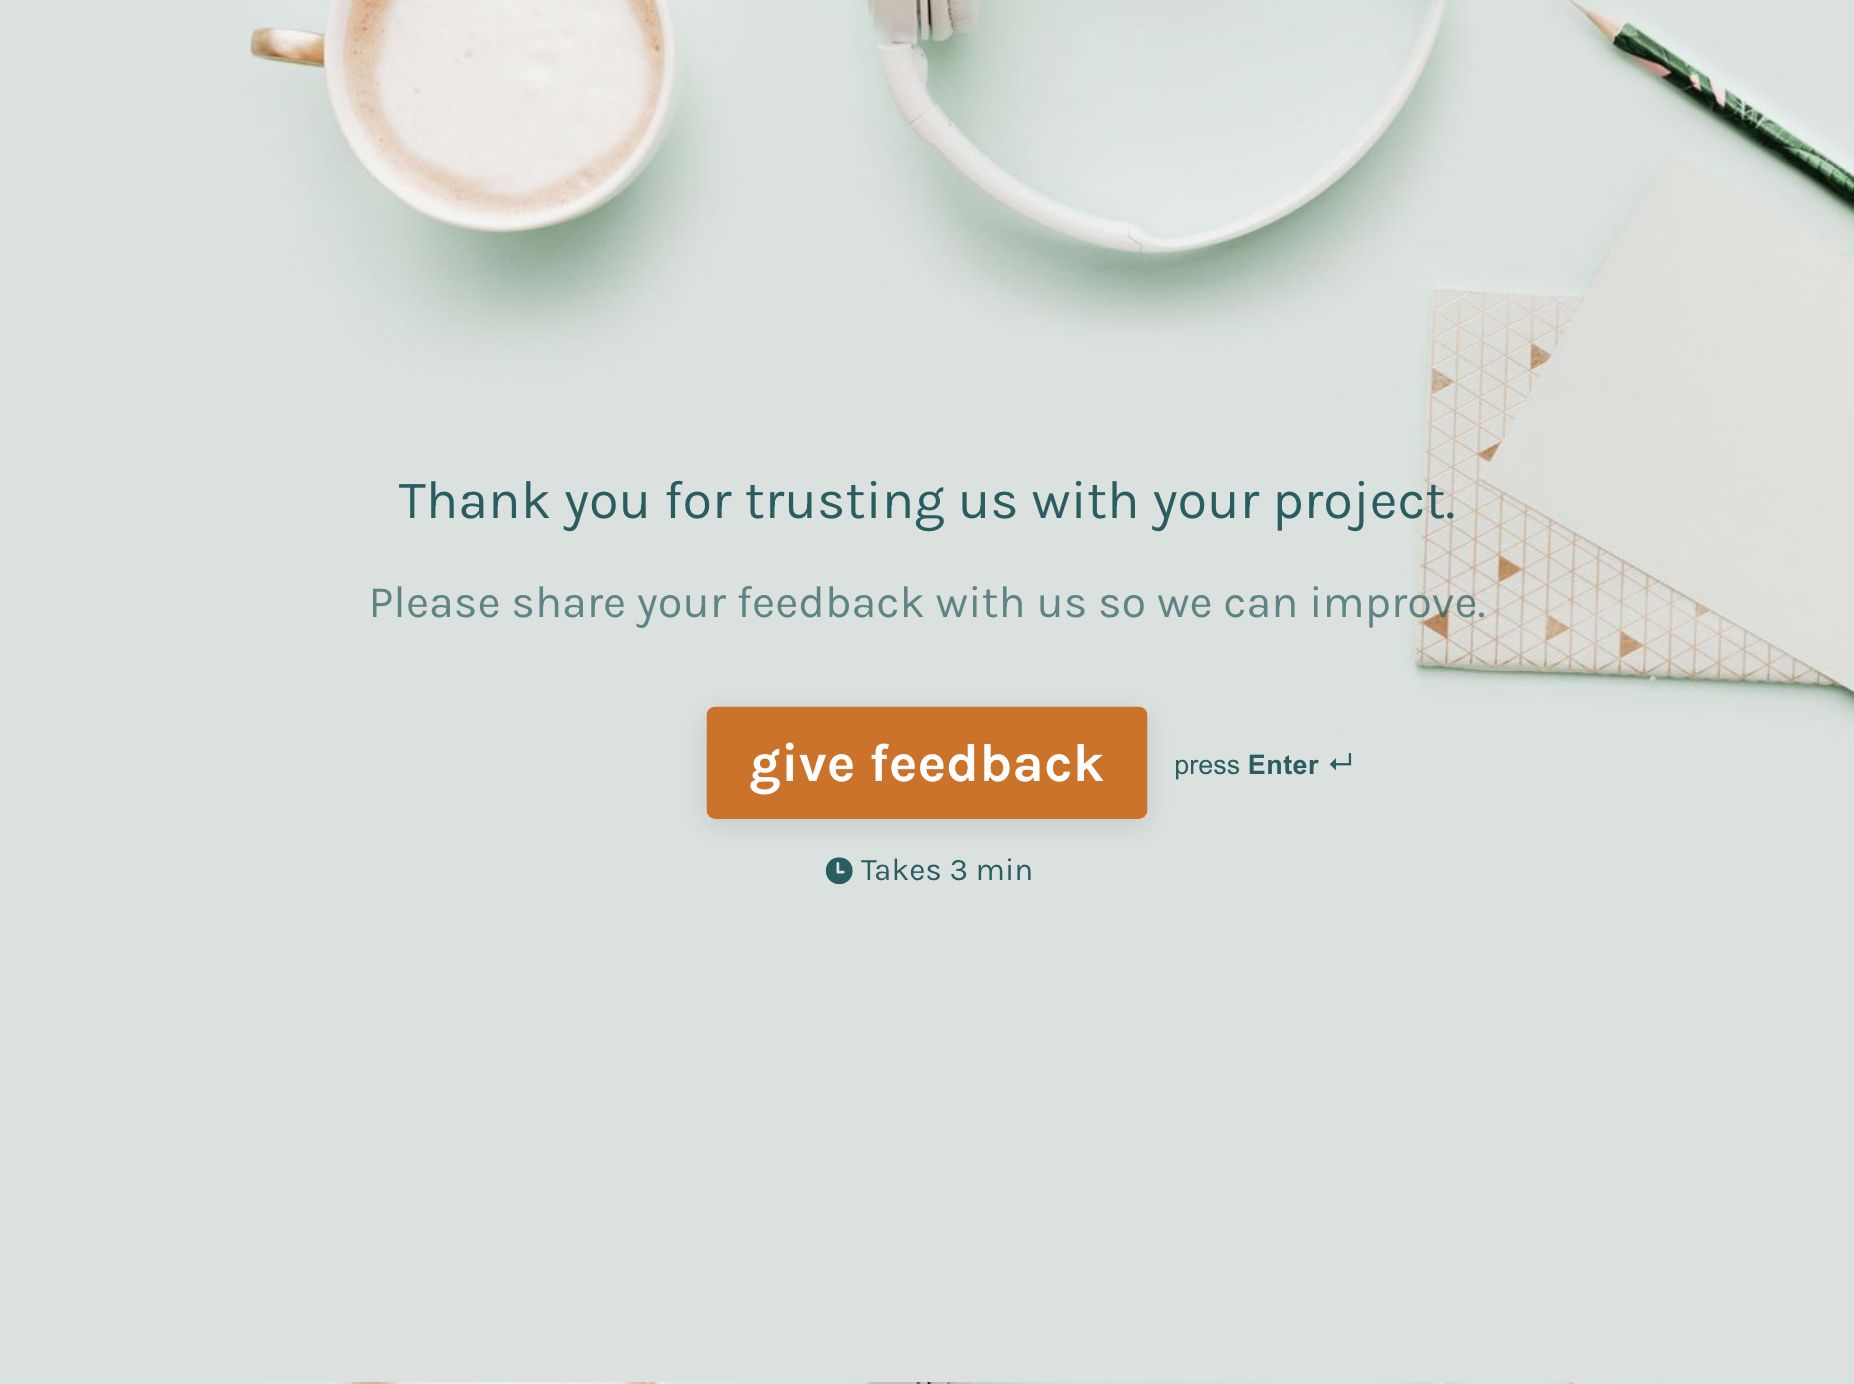 Thank you for trusting us with your project.
Please share your feedback with us so we can improve.
give feedback
press Enter ↵
Takes 3 min